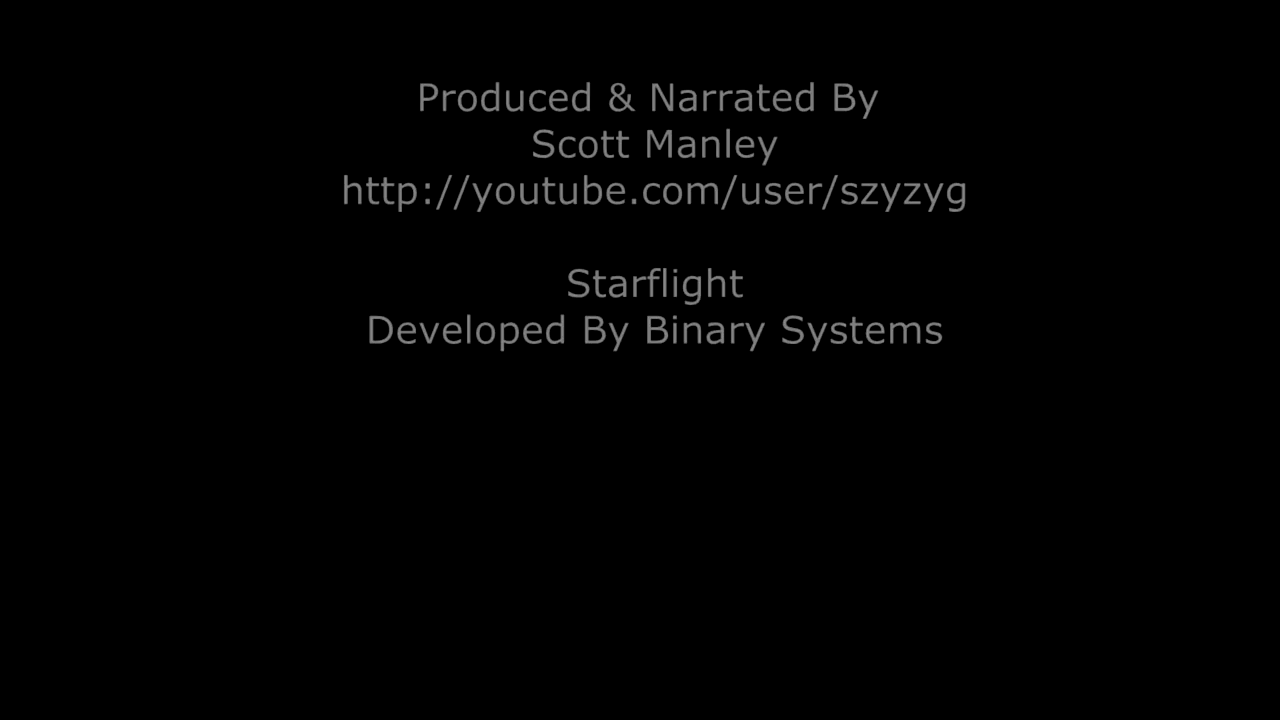 Produced & Narrated By
Scott Manley
http://youtube.com/user/szyzyg
Starflight
Developed By Binary Systems